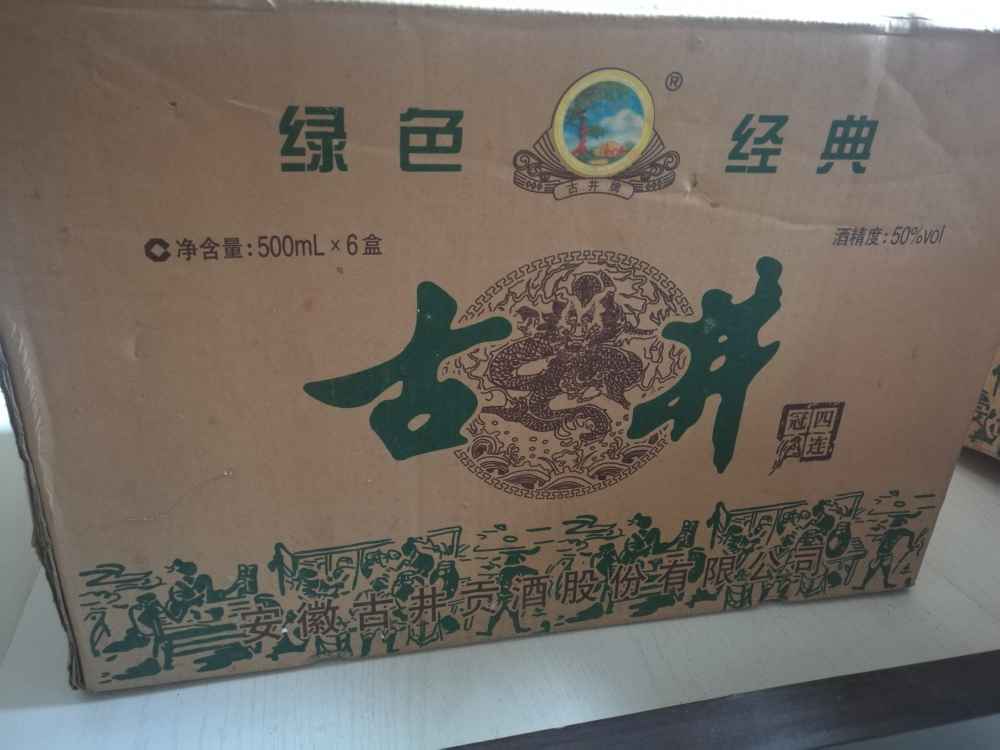 绿色 ® 经典
古井牌
净含量:500mL×6盒
酒精度:50%vol
古井
四连
冠
安徽古井贡酒股份有限公司